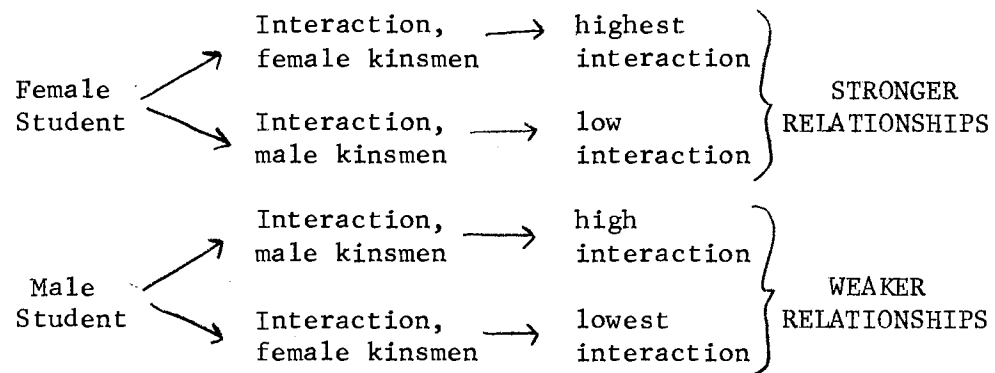 Interaction, highest
female kinsmen interaction
Female
Student
STRONGER
RELATIONSHIPS
Interaction, low
male kinsmen interaction
Interaction, high
male kinsmen interaction
Male
Student
WEAKER
RELATIONSHIPS
Interaction, lowest
female kinsmen interaction